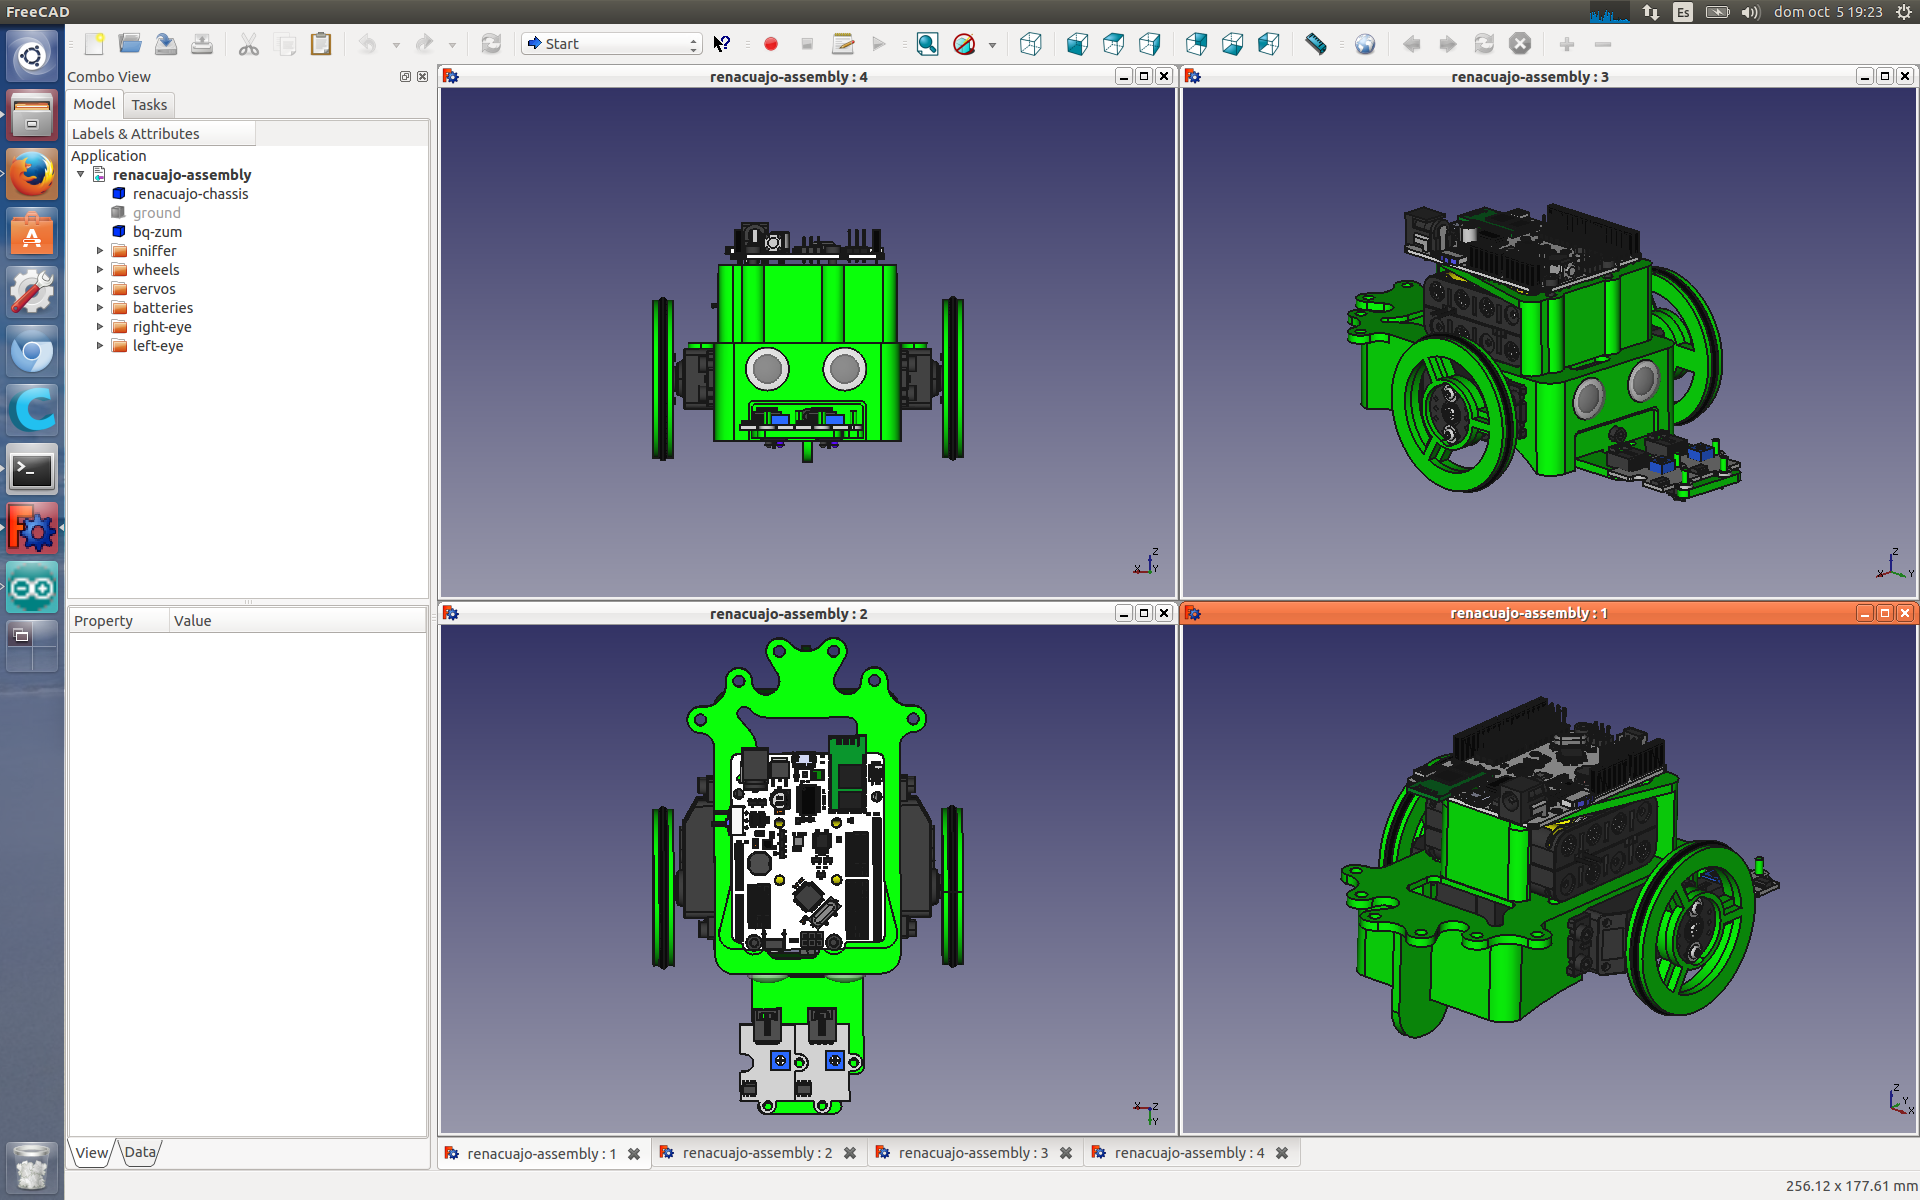 FreeCAD
Es
dom oct 5 19:23
Start
Combo View
Model
Tasks
Labels & Attributes
Application
renacuajo-assembly
renacuajo-chassis
ground
bq-zum
sniffer
wheels
servos
batteries
right-eye
left-eye
Property
Value
View
Data
renacuajo-assembly : 4
Z
X
Y
renacuajo-assembly : 3
Z
X
Y
renacuajo-assembly : 2
X
Z
Y
renacuajo-assembly : 1
Z
Y
X
renacuajo-assembly : 1
renacuajo-assembly : 2
renacuajo-assembly : 3
renacuajo-assembly : 4
256.12 x 177.61 mm